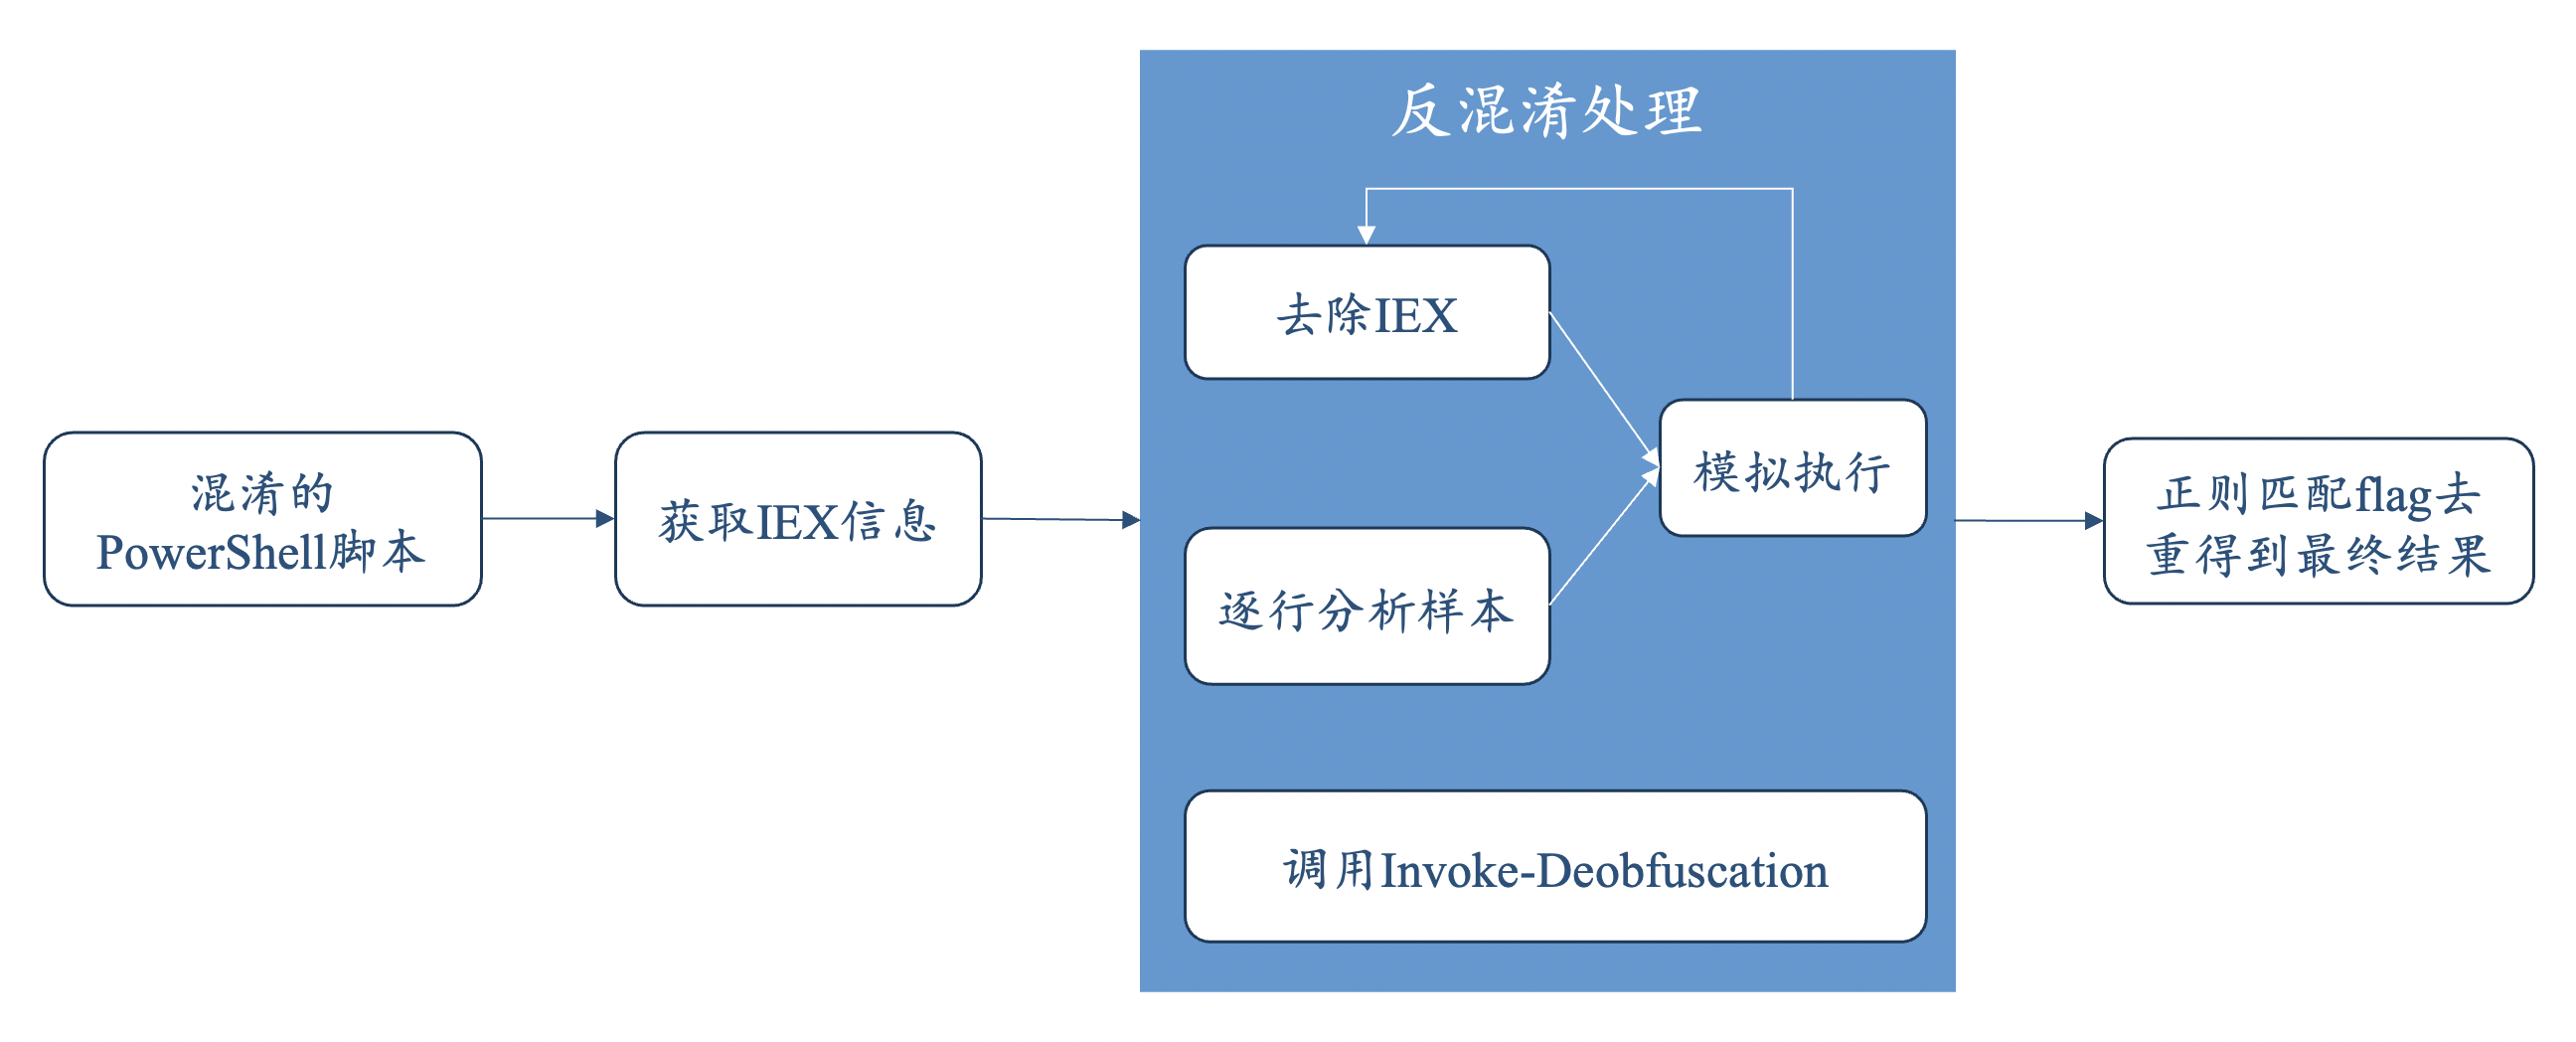 反混淆处理
混淆的
PowerShell脚本
获取IEX信息
去除IEX
逐行分析样本
模拟执行
调用Invoke-Deobfuscation
正则匹配flag去
重得到最终结果